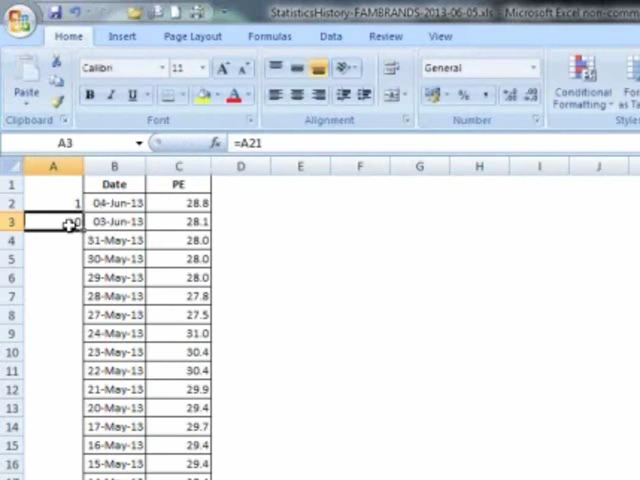 StatisticsHistory-FAMBRANDS-2013-06-05.xls - Microsoft Excel non-comm
Home Insert Page Layout Formulas Data Review View
Paste
Calibri 11 A A
General
B I U A
% ,
Conditional
Formatting
For
as Ta
Clipboard Font Alignment Number Styles
A3 =A21
A B C D E F G H I J
1 Date PE
2 1 04-Jun-13 28.8
3 0 03-Jun-13 28.1
4 31-May-13 28.0
5 30-May-13 28.0
6 29-May-13 28.0
7 28-May-13 27.8
8 27-May-13 27.5
9 24-May-13 31.0
10 23-May-13 30.4
11 22-May-13 30.4
12 21-May-13 29.9
13 20-May-13 29.4
14 17-May-13 29.7
15 16-May-13 29.4
16 15-May-13 29.4